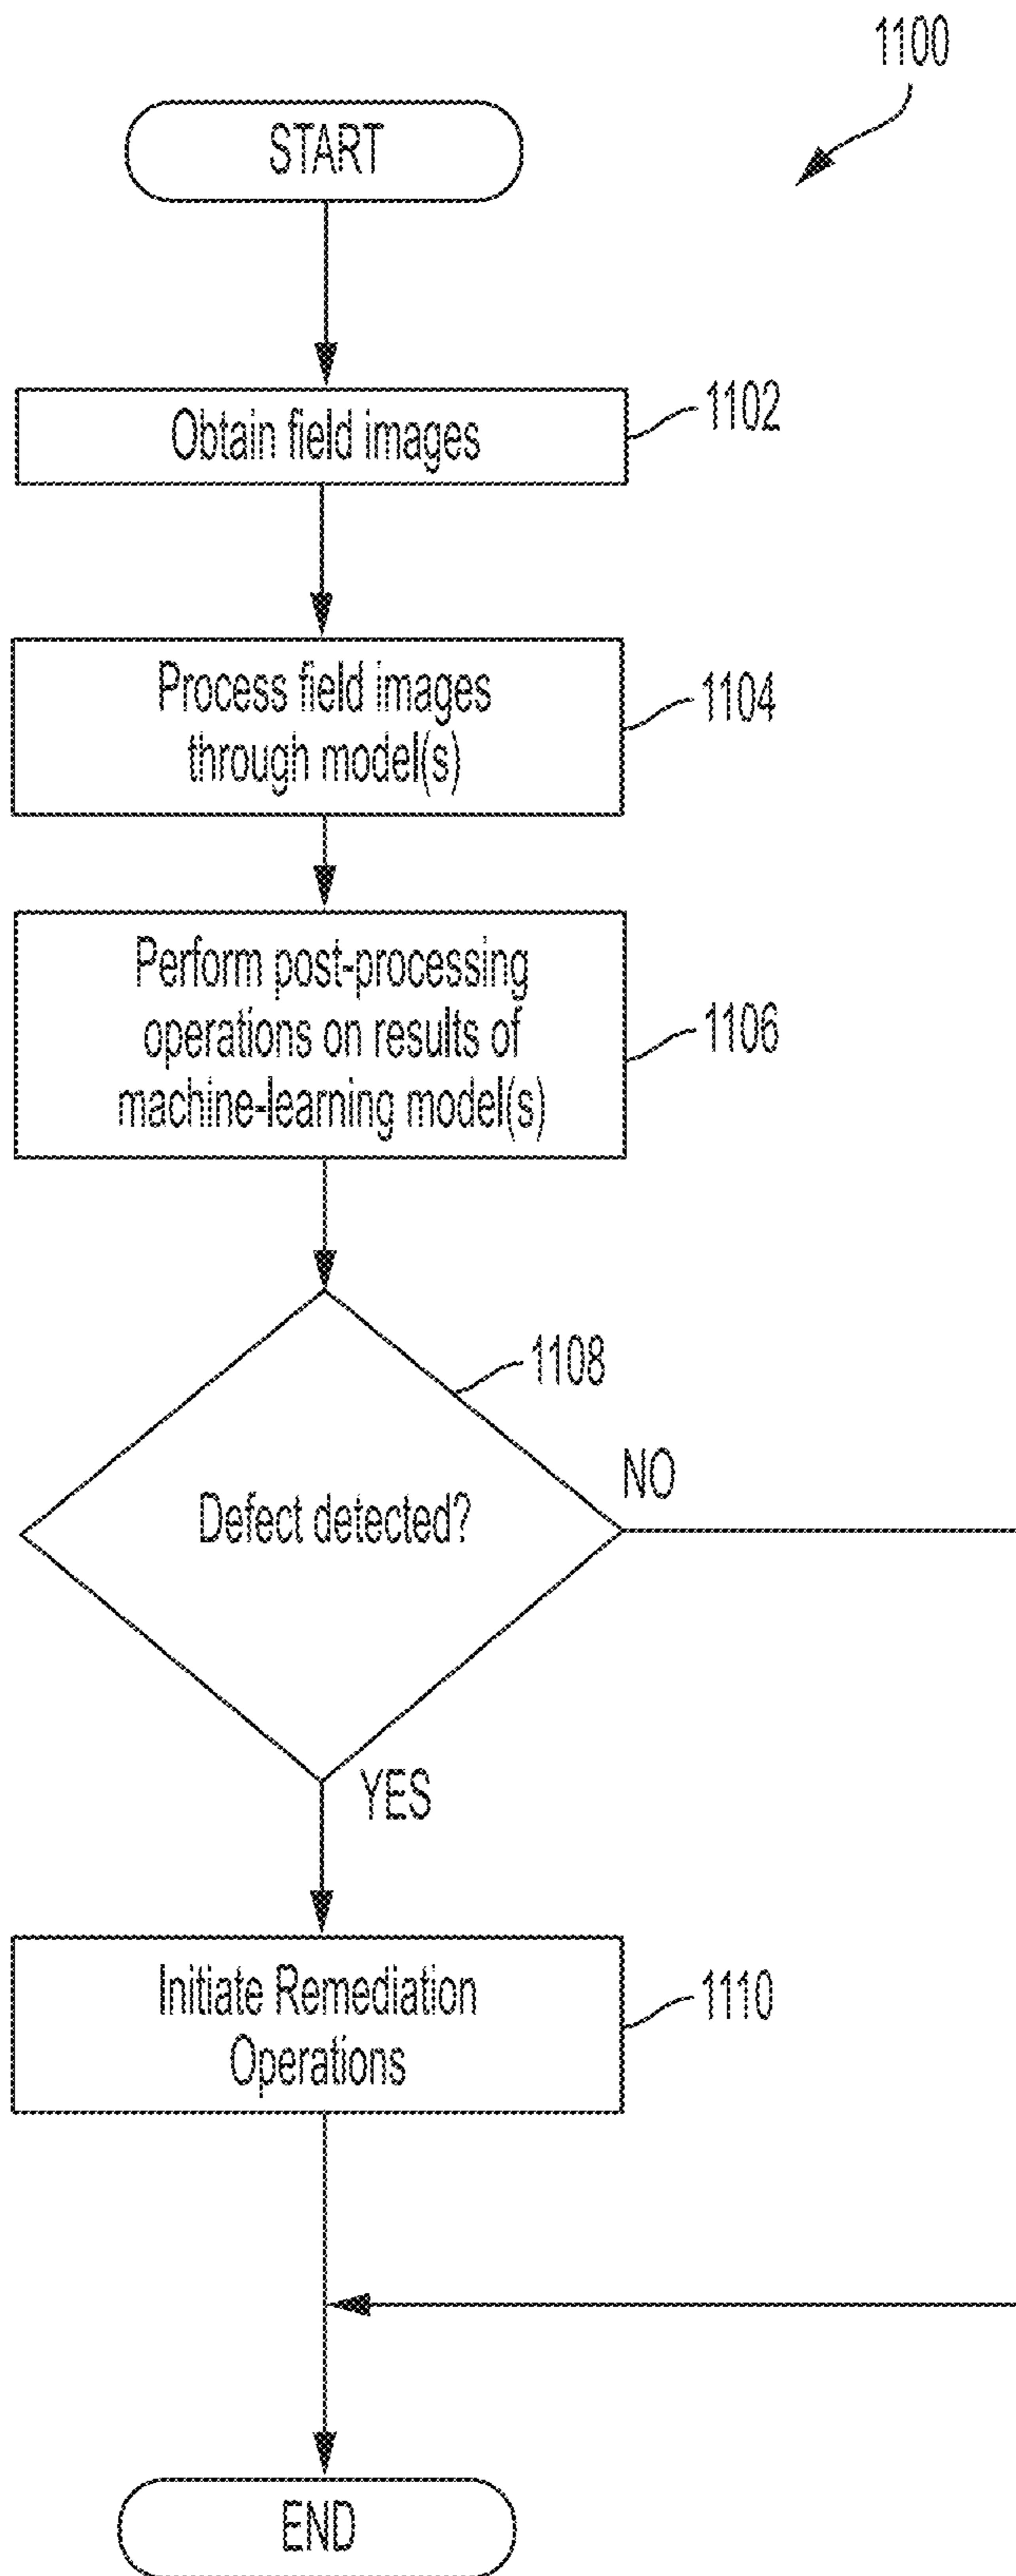 1100
START
Obtain field images
1102
Process field images
through model(s)
1104
Perform post-processing
operations on results of
machine-learning model(s)
1106
1108
Defect detected?
NO
YES
Initiate Remediation
Operations
1110
END